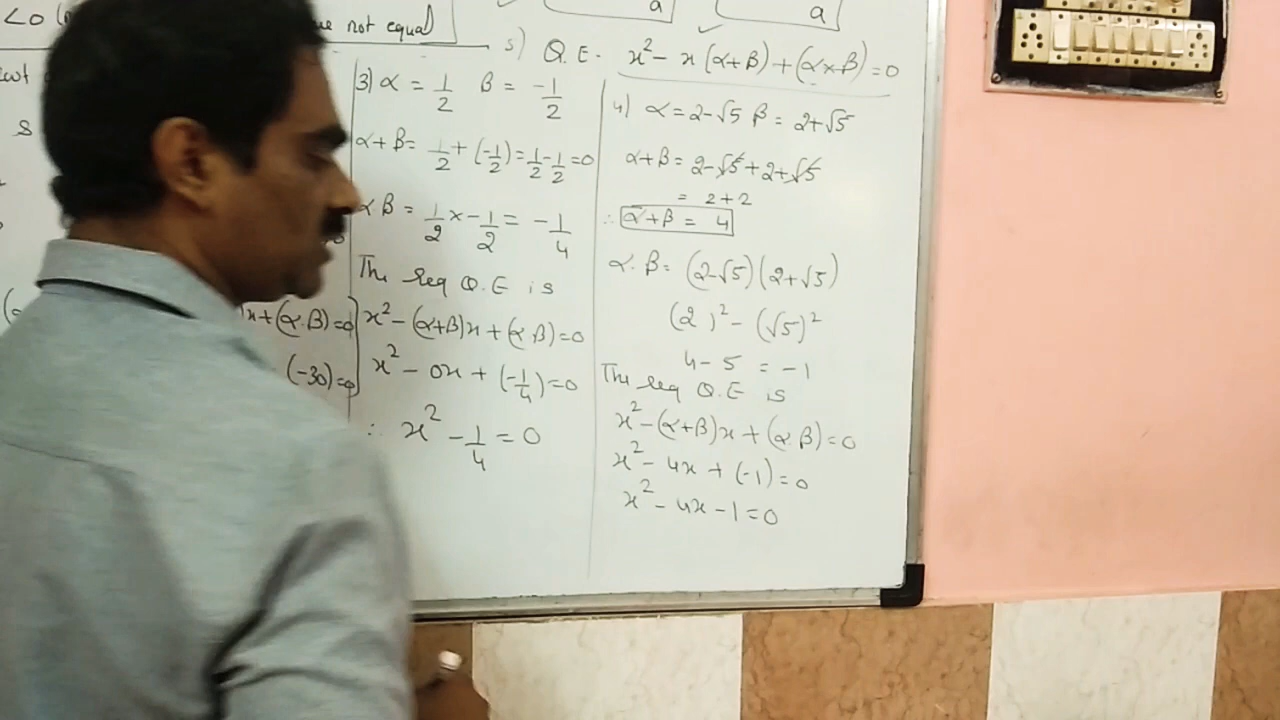 <0
not equal
a
a
5) Q.E. x² - x(α+β)+(α×β)=0
s
x+(α.β)=0
(-30)=0
3) α = 1/2 β = -1/2
α+β= 1/2+(-1/2)=1/2-1/2=0
αβ = 1/2×-1/2= -1/4
The req Q.E is
x²-(α+β)x+(α.β)=0
x² - 0x + (-1/4)=0
∴ x² - 1/4 = 0
4) α=2-√5 β = 2+√5
α+β = 2-√5+2+√5
= 2+2
∴ α+β = 4
α.β= (2-√5)(2+√5)
(2)² - (√5)²
4-5 = -1
The req Q.E is
x²-(α+β)x+(α.β)=0
x²- 4x + (-1)=0
x²- 4x-1=0